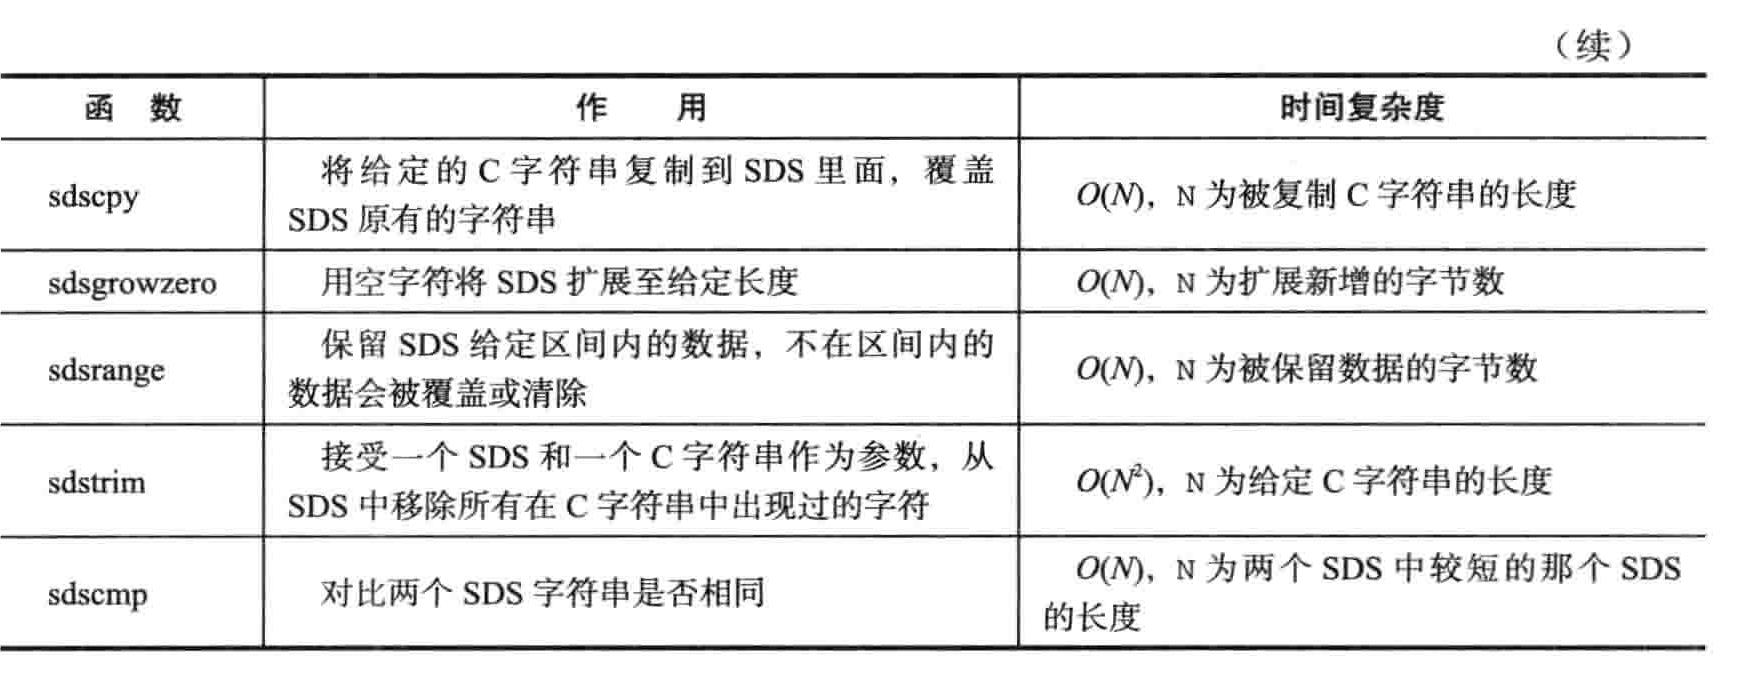 （续）
函 数 作 用 时间复杂度
sdscpy
将给定的 C 字符串复制到 SDS 里面，覆盖
SDS 原有的字符串
O(N)，N 为被复制 C 字符串的长度
sdsgrowzero
用空字符将 SDS 扩展至给定长度
O(N)，N 为扩展新增的字节数
sdsrange
保留 SDS 给定区间内的数据，不在区间内的
数据会被覆盖或清除
O(N)，N 为被保留数据的字节数
sdstrim
接受一个 SDS 和一个 C 字符串作为参数，从
SDS 中移除所有在 C 字符串中出现过的字符
O(N²)，N 为给定 C 字符串的长度
sdscmp
对比两个 SDS 字符串是否相同
O(N)，N 为两个 SDS 中较短的那个 SDS
的长度